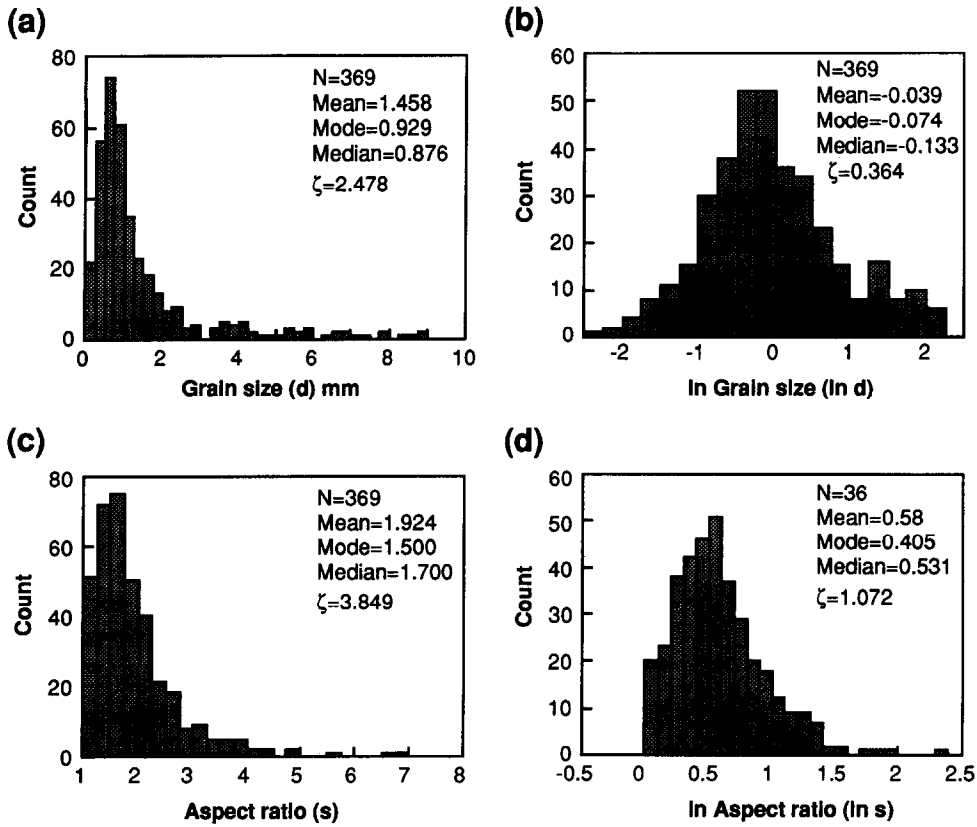 (a)
80
60
40
20
0
Count
0 2 4 6 8 10
Grain size (d) mm
N=369
Mean=1.458
Mode=0.929
Median=0.876
ζ=2.478
(b)
60
50
40
30
20
10
0
Count
-2 -1 0 1 2
ln Grain size (ln d)
N=369
Mean=-0.039
Mode=-0.074
Median=-0.133
ζ=0.364
(c)
80
60
40
20
0
Count
1 2 3 4 5 6 7 8
Aspect ratio (s)
N=369
Mean=1.924
Mode=1.500
Median=1.700
ζ=3.849
(d)
60
50
40
30
20
10
0
Count
-0.5 0 0.5 1 1.5 2 2.5
ln Aspect ratio (ln s)
N=36
Mean=0.58
Mode=0.405
Median=0.531
ζ=1.072